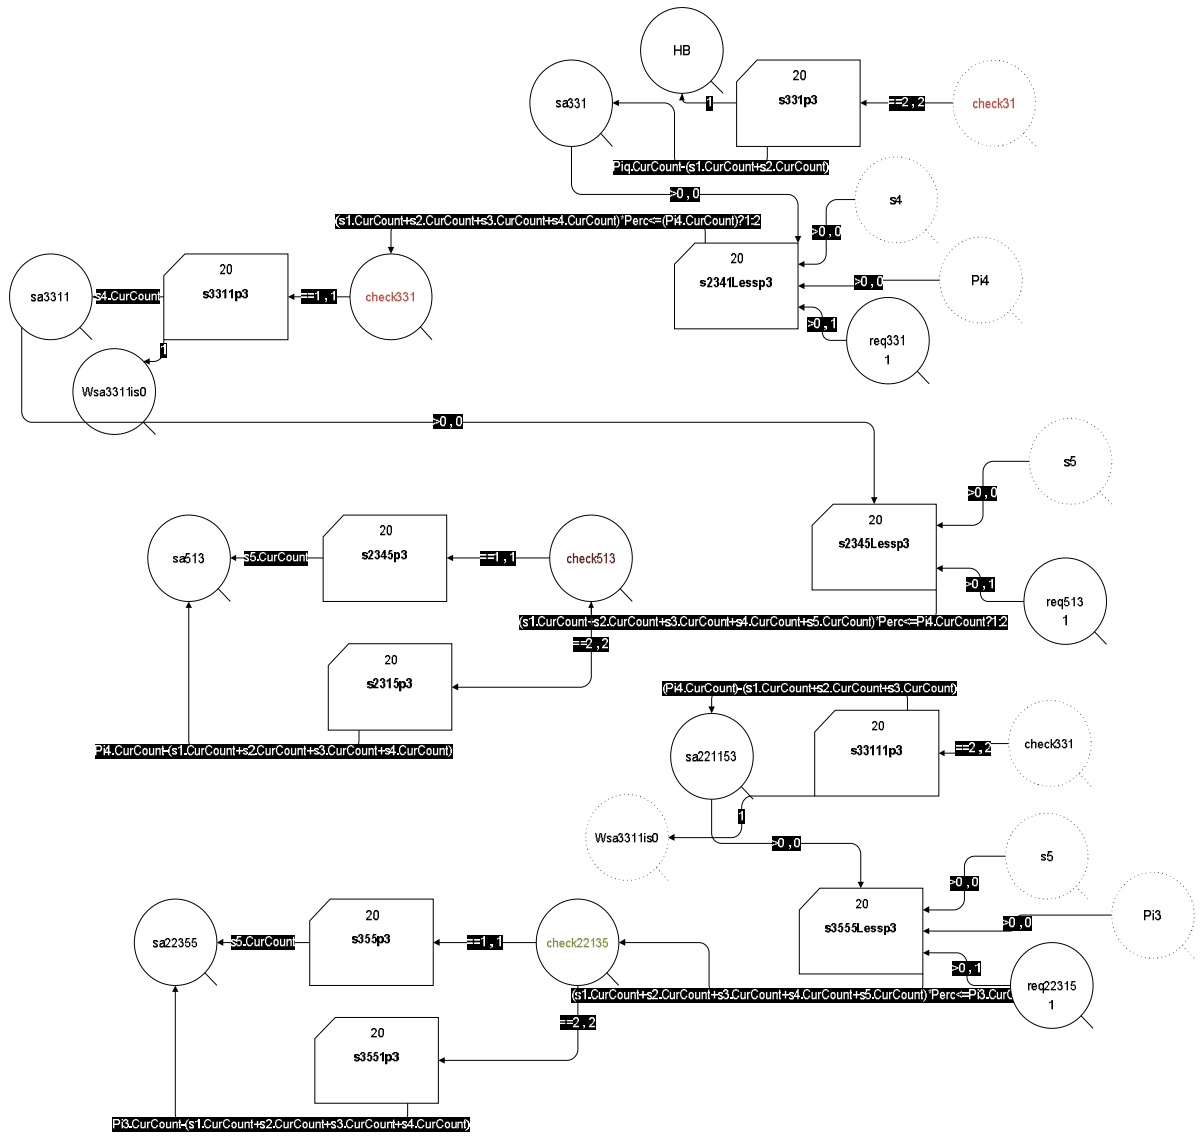 HB
20
s331p3
1
==2,2
check31
sa331
Piq.CurCount-(s1.CurCount+s2.CurCount)
>0,0
s4
(s1.CurCount+s2.CurCount+s3.CurCount+s4.CurCount)*Perc<=(Pi4.CurCount)?1:2
>0,0
20
s2341Lessp3
>0,0
Pi4
>0,1
req331
1
sa3311
s4.CurCount
20
s3311p3
==1,1
check331
1
Wsa3311is0
>0,0
s5
>0,0
20
s2345Lessp3
>0,1
req513
1
sa513
s5.CurCount
20
s2345p3
==1,1
check513
(s1.CurCount+s2.CurCount+s3.CurCount+s4.CurCount+s5.CurCount)*Perc<=Pi4.CurCount?1:2
==2,2
20
s2315p3
Pi4.CurCount-(s1.CurCount+s2.CurCount+s3.CurCount+s4.CurCount)
(Pi4.CurCount)-(s1.CurCount+s2.CurCount+s3.CurCount)
sa221153
20
s33111p3
==2,2
check331
1
Wsa3311is0
>0,0
s5
>0,0
20
s3555Lessp3
>0,0
Pi3
>0,1
req22315
1
sa22355
s5.CurCount
20
s355p3
==1,1
check22135
(s1.CurCount+s2.CurCount+s3.CurCount+s4.CurCount+s5.CurCount)*Perc<=Pi3.CurC
==2,2
20
s3551p3
Pi3.CurCount-(s1.CurCount+s2.CurCount+s3.CurCount+s4.CurCount)